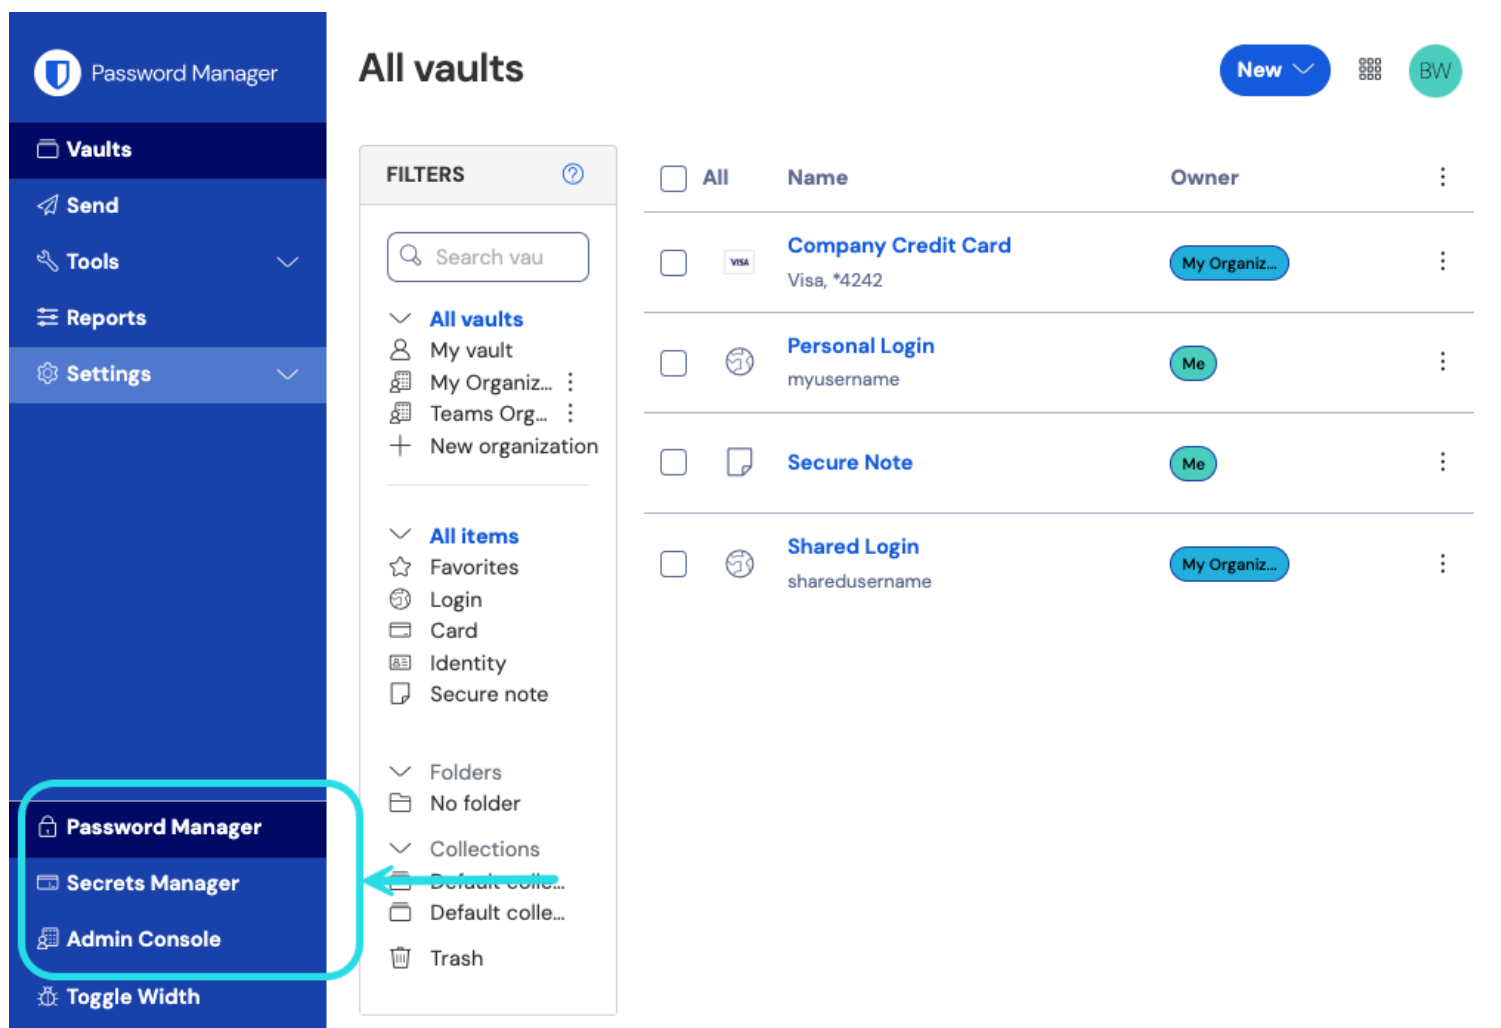 Password Manager
Vaults
Send
Tools
Reports
Settings
Password Manager
Secrets Manager
Admin Console
Toggle Width
All vaults
New
BW
FILTERS
Search vau
All vaults
My vault
My Organiz...
Teams Org...
New organization
All items
Favorites
Login
Card
Identity
Secure note
Folders
No folder
Collections
Default colle...
Default colle...
Trash
All Name Owner
VISA
Company Credit Card
Visa, *4242
My Organiz...
Personal Login
myusername
Me
Secure Note
Me
Shared Login
sharedusername
My Organiz...